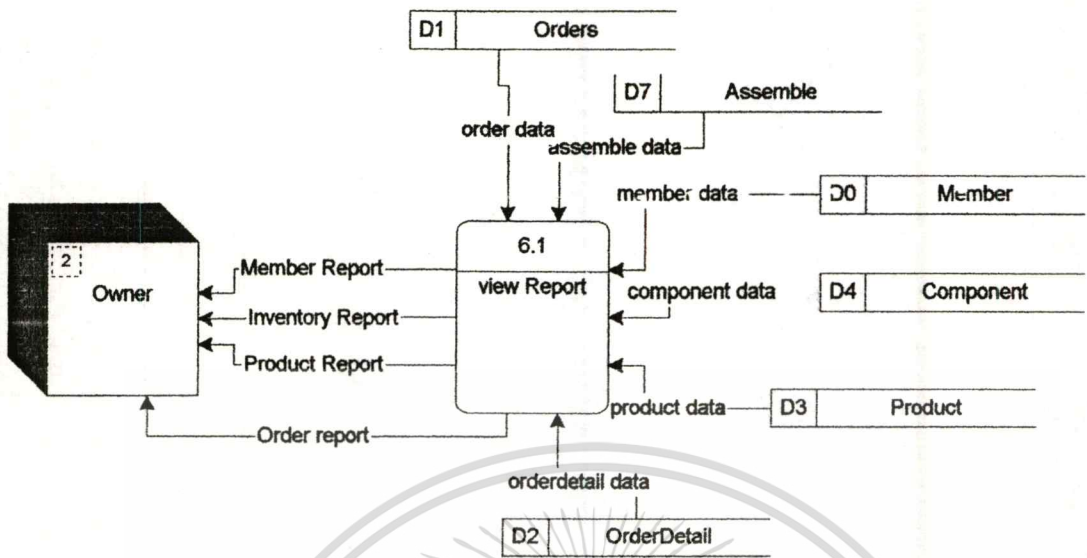 D1 Orders
D7 Assemble
order data
assemble data
member data
D0 Member
6.1
2
Member Report
view Report
component data
D4 Component
Owner
Inventory Report
Product Report
product data
D3 Product
Order report
orderdetail data
D2 OrderDetail